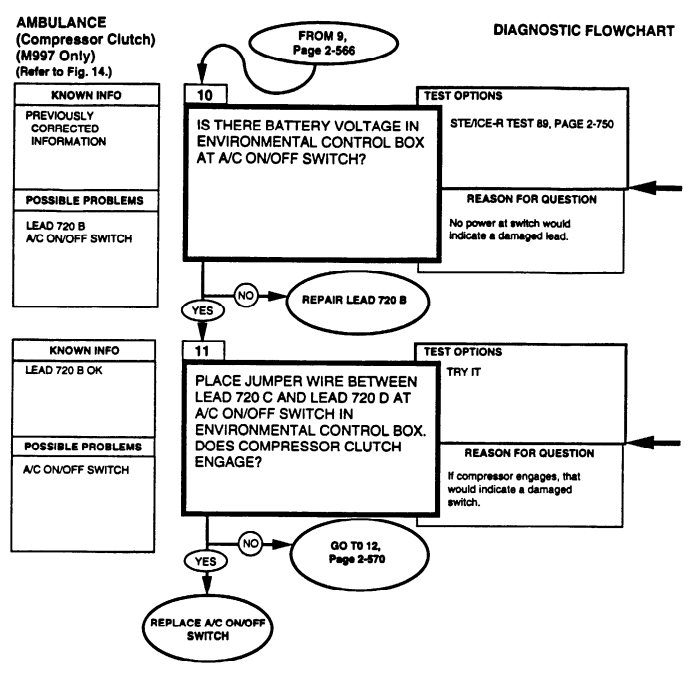 AMBULANCE
(Compressor Clutch)
(M997 Only)
(Refer to Fig. 14.)
FROM 9,
Page 2-566
DIAGNOSTIC FLOWCHART
KNOWN INFO
PREVIOUSLY
CORRECTED
INFORMATION
POSSIBLE PROBLEMS
LEAD 720 B
A/C ON/OFF SWITCH
10
IS THERE BATTERY VOLTAGE IN
ENVIRONMENTAL CONTROL BOX
AT A/C ON/OFF SWITCH?
TEST OPTIONS
STE/ICE-R TEST 89, PAGE 2-750
REASON FOR QUESTION
No power at switch would
indicate a damaged lead.
NO
REPAIR LEAD 720 B
YES
KNOWN INFO
LEAD 720 B OK
POSSIBLE PROBLEMS
A/C ON/OFF SWITCH
11
PLACE JUMPER WIRE BETWEEN
LEAD 720 C AND LEAD 720 D AT
A/C ON/OFF SWITCH IN
ENVIRONMENTAL CONTROL BOX.
DOES COMPRESSOR CLUTCH
ENGAGE?
TEST OPTIONS
TRY IT
REASON FOR QUESTION
If compressor engages, that
would indicate a damaged
switch.
NO
GO TO 12,
Page 2-570
YES
REPLACE A/C ON/OFF
SWITCH